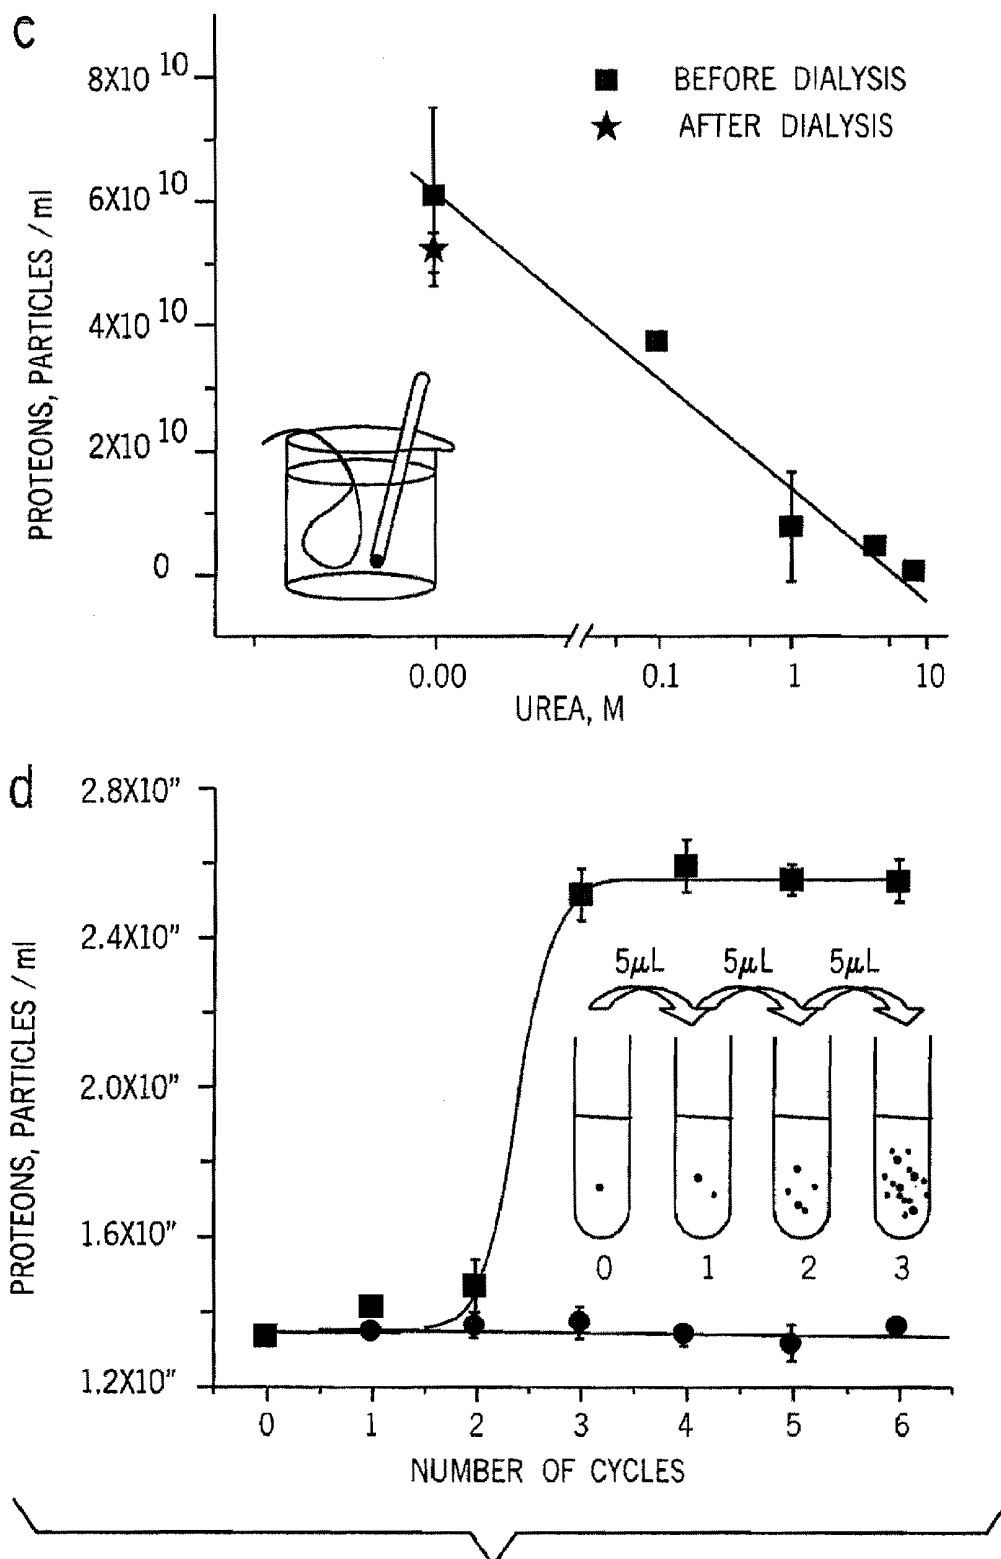 c
8X10 10
6X10 10
4X10 10
2X10 10
0
PROTEONS, PARTICLES / ml
■ BEFORE DIALYSIS
★ AFTER DIALYSIS
0.00 0.1 1 10
UREA, M
d
2.8X10"
2.4X10"
2.0X10"
1.6X10"
1.2X10"
PROTEONS, PARTICLES / ml
5μL 5μL 5μL
0 1 2 3
0 1 2 3 4 5 6
NUMBER OF CYCLES